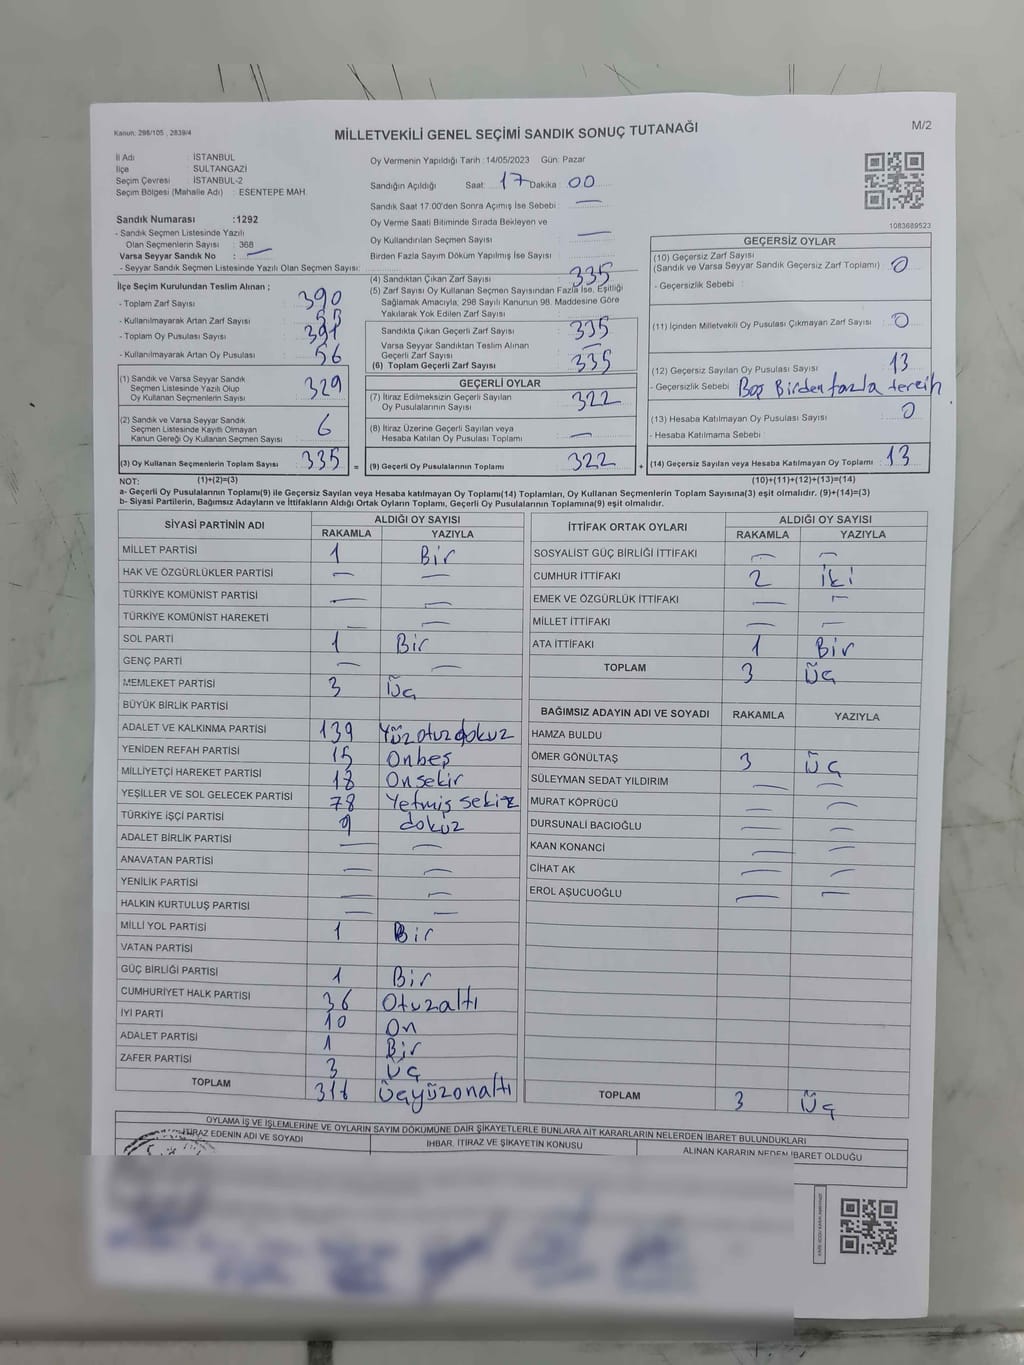 Kanun: 298/105 , 2839/4
MİLLETVEKİLİ GENEL SEÇİMİ SANDIK SONUÇ TUTANAĞI
M/2
İl Adı : İSTANBUL
İlçe : SULTANGAZİ
Seçim Çevresi : İSTANBUL-2
Seçim Bölgesi (Mahalle Adı) : ESENTEPE MAH.
Sandık Numarası :1292
- Sandık Seçmen Listesinde Yazılı
Olan Seçmenlerin Sayısı : 368
Varsa Seyyar Sandık No : —
- Seyyar Sandık Seçmen Listesinde Yazılı Olan Seçmen Sayısı:
Oy Vermenin Yapıldığı Tarih :14/05/2023 Gün: Pazar
Sandığın Açıldığı Saat: 17 Dakika : 00
Sandık Saat 17:00'den Sonra Açımış İse Sebebi : —
Oy Verme Saati Bitiminde Sırada Bekleyen ve
Oy Kullandırılan Seçmen Sayısı : —
Birden Fazla Sayım Döküm Yapılmış İse Sayısı :
1083689523
İlçe Seçim Kurulundan Teslim Alınan ;
- Toplam Zarf Sayısı : 390
- Kullanılmayarak Artan Zarf Sayısı : 55
- Toplam Oy Pusulası Sayısı : 391
- Kullanılmayarak Artan Oy Pusulası : 56
(1) Sandık ve Varsa Seyyar Sandık
Seçmen Listesinde Yazılı Olup
Oy Kullanan Seçmenlerin Sayısı : 329
(2) Sandık ve Varsa Seyyar Sandık
Seçmen Listesinde Kayıtlı Olmayan
Kanun Gereği Oy Kullanan Seçmen Sayısı : 6
(3) Oy Kullanan Seçmenlerin Toplam Sayısı : 335 =
(4) Sandıktan Çıkan Zarf Sayısı : 335
(5) Zarf Sayısı Oy Kullanan Seçmen Sayısından Fazla İse, Eşitliği
Sağlamak Amacıyla; 298 Sayılı Kanunun 98. Maddesine Göre
Yakılarak Yok Edilen Zarf Sayısı :
Sandıkta Çıkan Geçerli Zarf Sayısı : 335
Varsa Seyyar Sandıktan Teslim Alınan
Geçerli Zarf Sayısı : —
(6) Toplam Geçerli Zarf Sayısı : 335
GEÇERLİ OYLAR
(7) İtiraz Edilmeksizin Geçerli Sayılan
Oy Pusulalarının Sayısı : 322
(8) İtiraz Üzerine Geçerli Sayılan veya
Hesaba Katılan Oy Pusulası Toplamı : —
(9) Geçerli Oy Pusulalarının Toplamı : 322 +
GEÇERSİZ OYLAR
(10) Geçersiz Zarf Sayısı
(Sandık ve Varsa Seyyar Sandık Geçersiz Zarf Toplamı) : 0
- Geçersizlik Sebebi :
(11) İçinden Milletvekili Oy Pusulası Çıkmayan Zarf Sayısı : 0
(12) Geçersiz Sayılan Oy Pusulası Sayısı : 13
- Geçersizlik Sebebi : Boş Birden fazla tercih
(13) Hesaba Katılmayan Oy Pusulası Sayısı : 0
- Hesaba Katılmama Sebebi :
(14) Geçersiz Sayılan veya Hesaba Katılmayan Oy Toplamı : 13
NOT: (1)+(2)=(3) (10)+(11)+(12)+(13)=(14)
a- Geçerli Oy Pusulalarının Toplamı(9) ile Geçersiz Sayılan veya Hesaba katılmayan Oy Toplamı(14) Toplamları, Oy Kullanan Seçmenlerin Toplam Sayısına(3) eşit olmalıdır. (9)+(14)=(3)
b- Siyasi Partilerin, Bağımsız Adayların ve İttifakların Aldığı Ortak Oyların Toplamı, Geçerli Oy Pusulalarının Toplamına(9) eşit olmalıdır.
SİYASİ PARTİNİN ADI ALDIĞI OY SAYISI
RAKAMLA YAZIYLA
MİLLET PARTİSİ 1 Bir
HAK VE ÖZGÜRLÜKLER PARTİSİ — —
TÜRKİYE KOMÜNİST PARTİSİ — —
TÜRKİYE KOMÜNİST HAREKETİ — —
SOL PARTİ 1 Bir
GENÇ PARTİ — —
MEMLEKET PARTİSİ 3 Üç
BÜYÜK BİRLİK PARTİSİ
ADALET VE KALKINMA PARTİSİ 139 Yüzotuzdokuz
YENİDEN REFAH PARTİSİ 15 Onbeş
MİLLİYETÇİ HAREKET PARTİSİ 18 Onsekir
YEŞİLLER VE SOL GELECEK PARTİSİ 78 Yetmiş sekiz
TÜRKİYE İŞÇİ PARTİSİ 9 dokuz
ADALET BİRLİK PARTİSİ — —
ANAVATAN PARTİSİ — —
YENİLİK PARTİSİ — —
HALKIN KURTULUŞ PARTİSİ — —
MİLLİ YOL PARTİSİ 1 Bir
VATAN PARTİSİ
GÜÇ BİRLİĞİ PARTİSİ 1 Bir
CUMHURİYET HALK PARTİSİ 36 Otuzaltı
İYİ PARTİ 10 On
ADALET PARTİSİ 1 Bir
ZAFER PARTİSİ 3 Üç
TOPLAM 316 Üçyüzonaltı
İTTİFAK ORTAK OYLARI ALDIĞI OY SAYISI
RAKAMLA YAZIYLA
SOSYALİST GÜÇ BİRLİĞİ İTTİFAKI — —
CUMHUR İTTİFAKI 2 İki
EMEK VE ÖZGÜRLÜK İTTİFAKI — —
MİLLET İTTİFAKI — —
ATA İTTİFAKI 1 Bir
TOPLAM 3 Üç
BAĞIMSIZ ADAYIN ADI VE SOYADI RAKAMLA YAZIYLA
HAMZA BULDU
ÖMER GÖNÜLTAŞ 3 Üç
SÜLEYMAN SEDAT YILDIRIM — —
MURAT KÖPRÜCÜ — —
DURSUNALİ BACIOĞLU — —
KAAN KONANCİ — —
CİHAT AK — —
EROL AŞUCUOĞLU — —
TOPLAM 3 Üç
OYLAMA İŞ VE İŞLEMLERİNE VE OYLARIN SAYIM DÖKÜMÜNE DAİR ŞİKAYETLERLE BUNLARA AİT KARARLARIN NELERDEN İBARET BULUNDUKLARI
İTİRAZ EDENİN ADI VE SOYADI İHBAR, İTİRAZ VE ŞİKAYETİN KONUSU ALINAN KARARIN NEDEN İBARET OLDUĞU